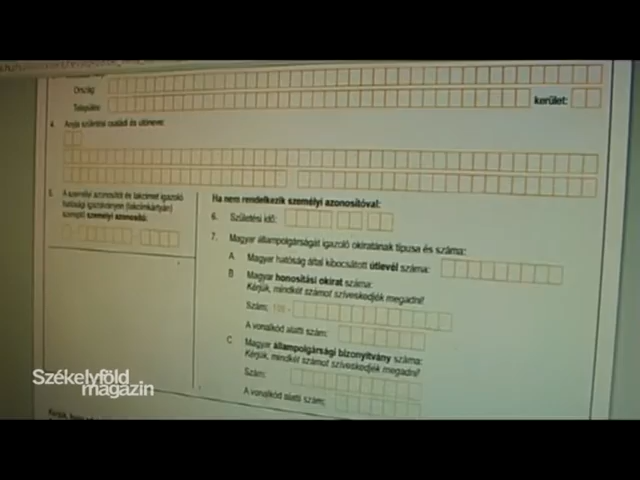 Ország:
Település:
kerület:
4. Anyja születési családi és utóneve:
5. A személyi azonosítót és lakcímet igazoló
hatósági igazolványon (lakcímkártyán)
szereplő személyi azonosító:
Ha nem rendelkezik személyi azonosítóval:
6. Születési idő:
7. Magyar állampolgárságát igazoló okiratának típusa és száma:
A Magyar hatóság által kibocsátott útlevél száma:
B Magyar honosítási okirat száma:
Kérjük, mindkét számot szíveskedjék megadni!
Szám:
A vonalkód alatti szám:
C Magyar állampolgársági bizonyítvány száma:
Kérjük, mindkét számot szíveskedjék megadni!
Szám:
A vonalkód alatti szám:
Székelyföld
magazin